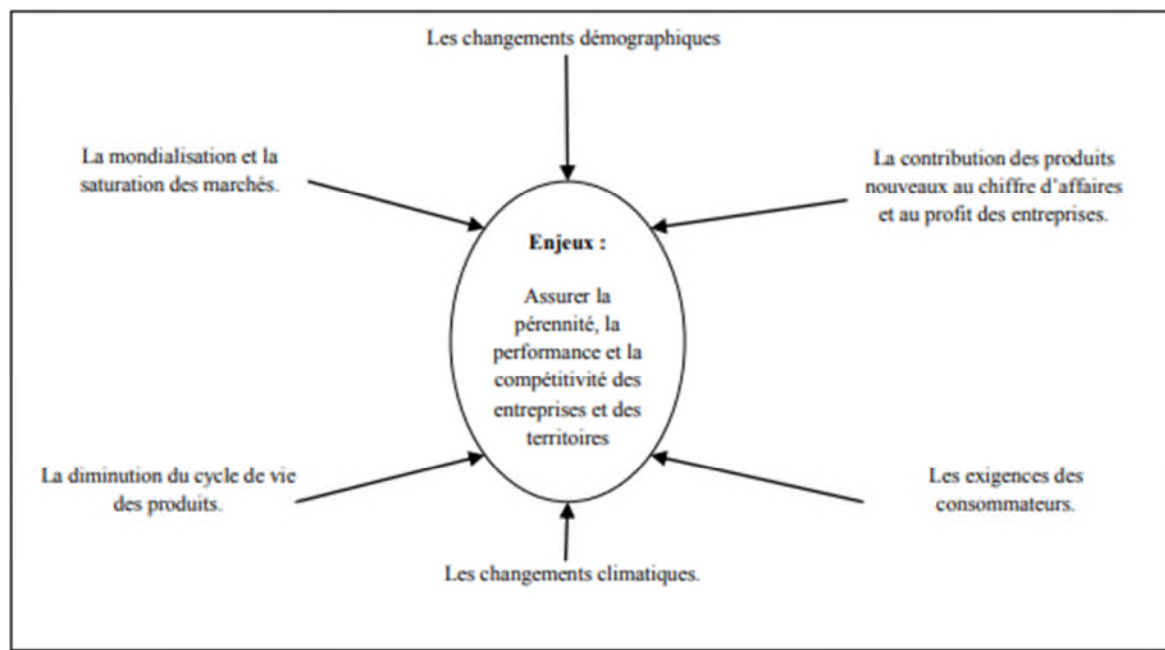 Les changements démographiques
La mondialisation et la
saturation des marchés.
La contribution des produits
nouveaux au chiffre d’affaires
et au profit des entreprises.
Enjeux :
Assurer la
pérennité, la
performance et la
compétitivité des
entreprises et des
territoires
La diminution du cycle de vie
des produits.
Les exigences des
consommateurs.
Les changements climatiques.